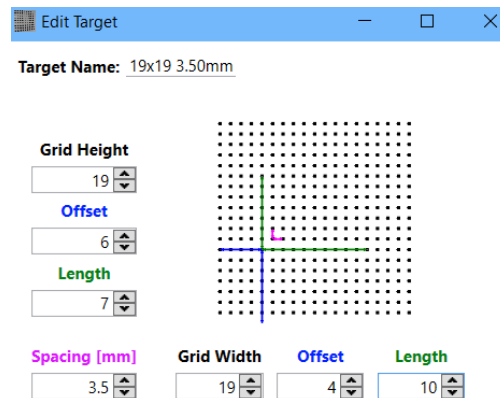 Edit Target
Target Name: 19x19 3.50mm
Grid Height
19
Offset
6
Length
7
Spacing [mm] Grid Width Offset Length
3.5 19 4 10